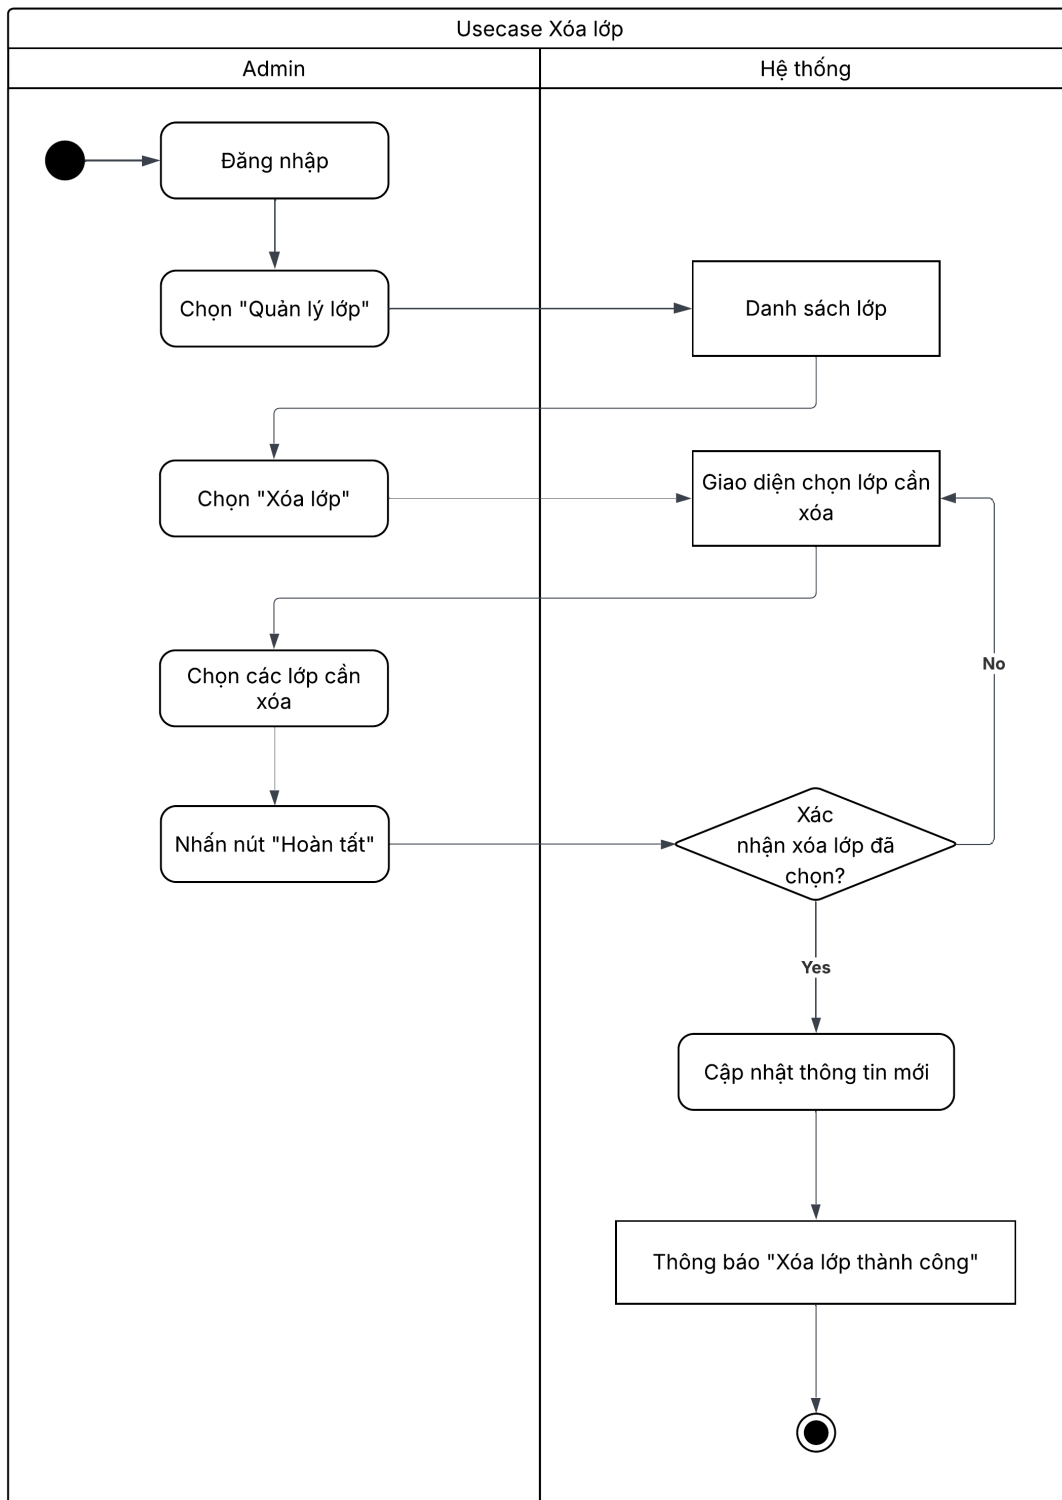 Usecase Xóa lớp
Admin
Hệ thống
Đăng nhập
Chọn "Quản lý lớp"
Danh sách lớp
Chọn "Xóa lớp"
Giao diện chọn lớp cần
xóa
Chọn các lớp cần
xóa
No
Nhấn nút "Hoàn tất"
Xác
nhận xóa lớp đã
chọn?
Yes
Cập nhật thông tin mới
Thông báo "Xóa lớp thành công"